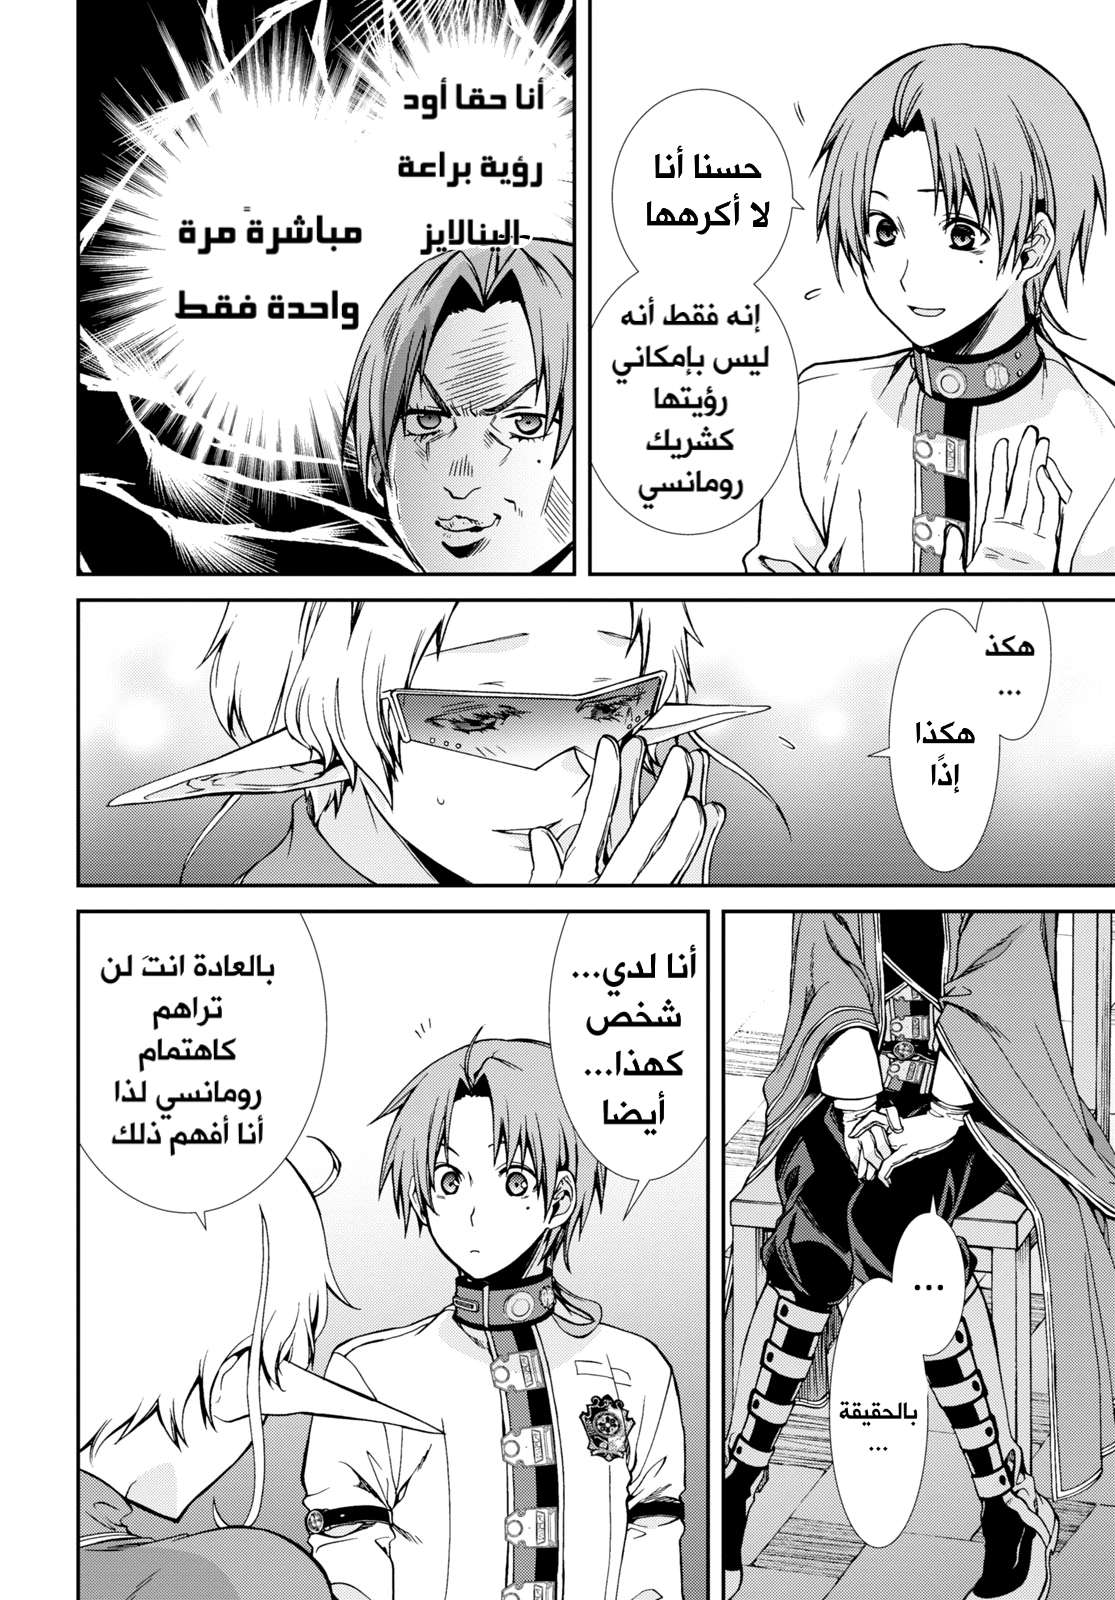 حسنا أنا
لا أكرهها
إنه فقط أنه
ليس بإمكاني
رؤيتها
كشريك
رومانسي
أنا حقا أود
رؤية براعة
الينالايز
مباشرةً مرة
واحدة فقط
هكذ
...
هكذا
إذًا
...
بالحقيقة
...
أنا لدي...
شخص
كهذا...
أيضا
بالعادة انتَ لن
تراهم
كاهتمام
رومانسي لذا
أنا أفهم ذلك